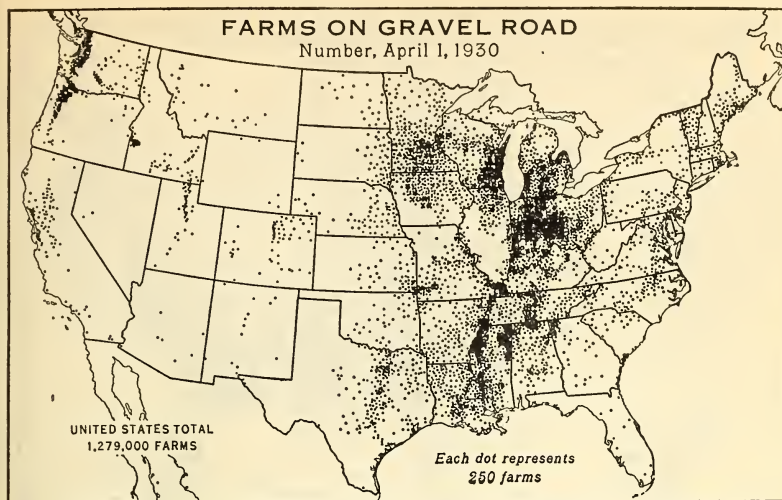 FARMS ON GRAVEL ROAD
Number, April 1, 1930
UNITED STATES TOTAL
1,279,000 FARMS
Each dot represents
250 farms